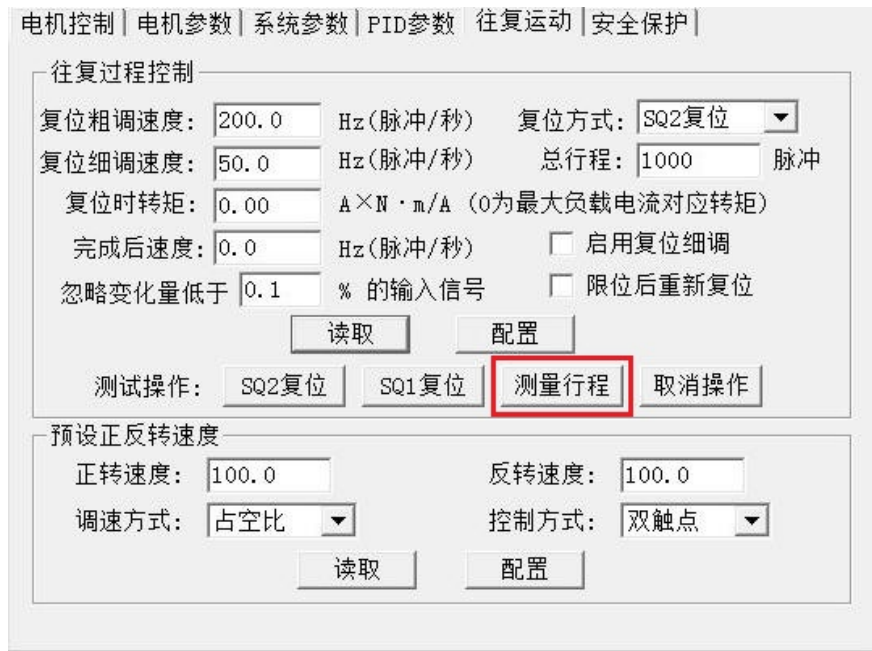 电机控制 电机参数 系统参数 PID参数 往复运动 安全保护
往复过程控制
复位粗调速度: 200.0 Hz(脉冲/秒) 复位方式: SQ2复位
复位细调速度: 50.0 Hz(脉冲/秒) 总行程: 1000 脉冲
复位时转矩: 0.00 A×N·m/A (0为最大负载电流对应转矩)
完成后速度: 0.0 Hz(脉冲/秒) 启用复位细调
忽略变化量低于 0.1 % 的输入信号 限位后重新复位
读取 配置
测试操作: SQ2复位 SQ1复位 测量行程 取消操作
预设正反转速度
正转速度: 100.0 反转速度: 100.0
调速方式: 占空比 控制方式: 双触点
读取 配置